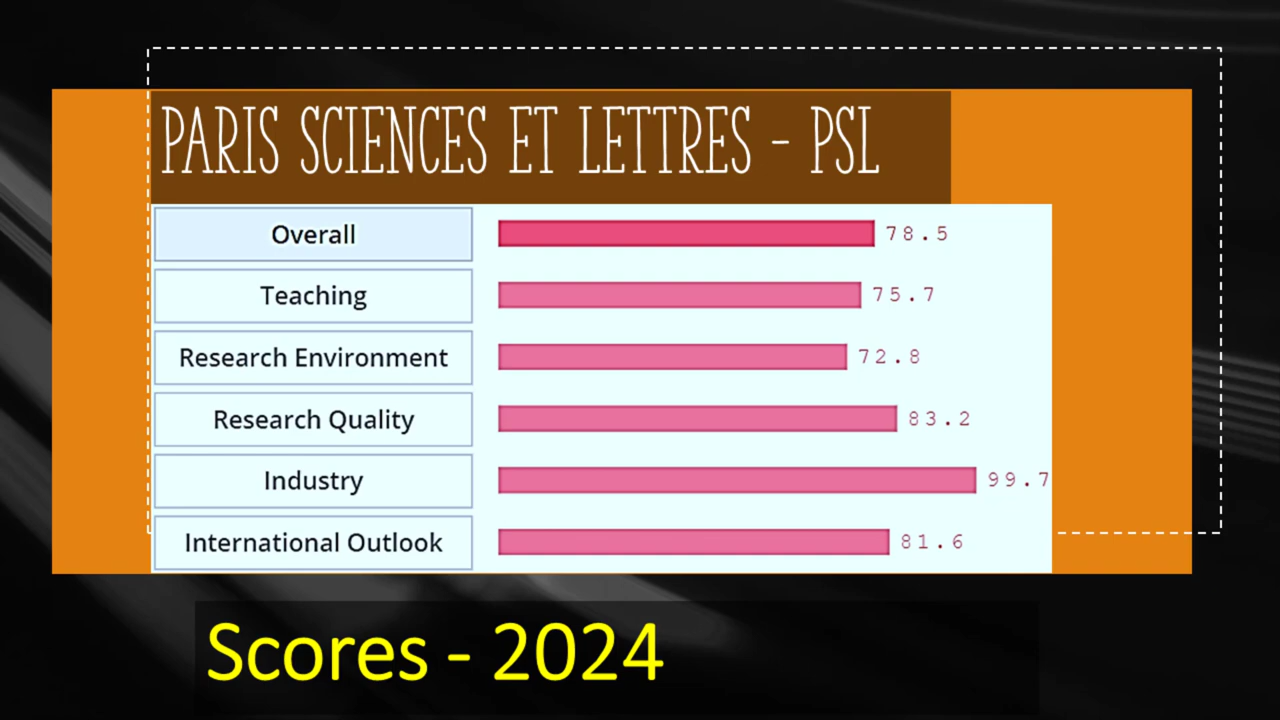 PARIS SCIENCES ET LETTRES - PSL
Overall 78.5
Teaching 75.7
Research Environment 72.8
Research Quality 83.2
Industry 99.7
International Outlook 81.6
Scores - 2024